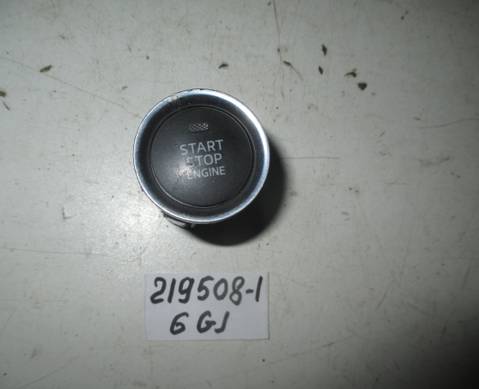 START
STOP
ENGINE
219508-1
6 GJ